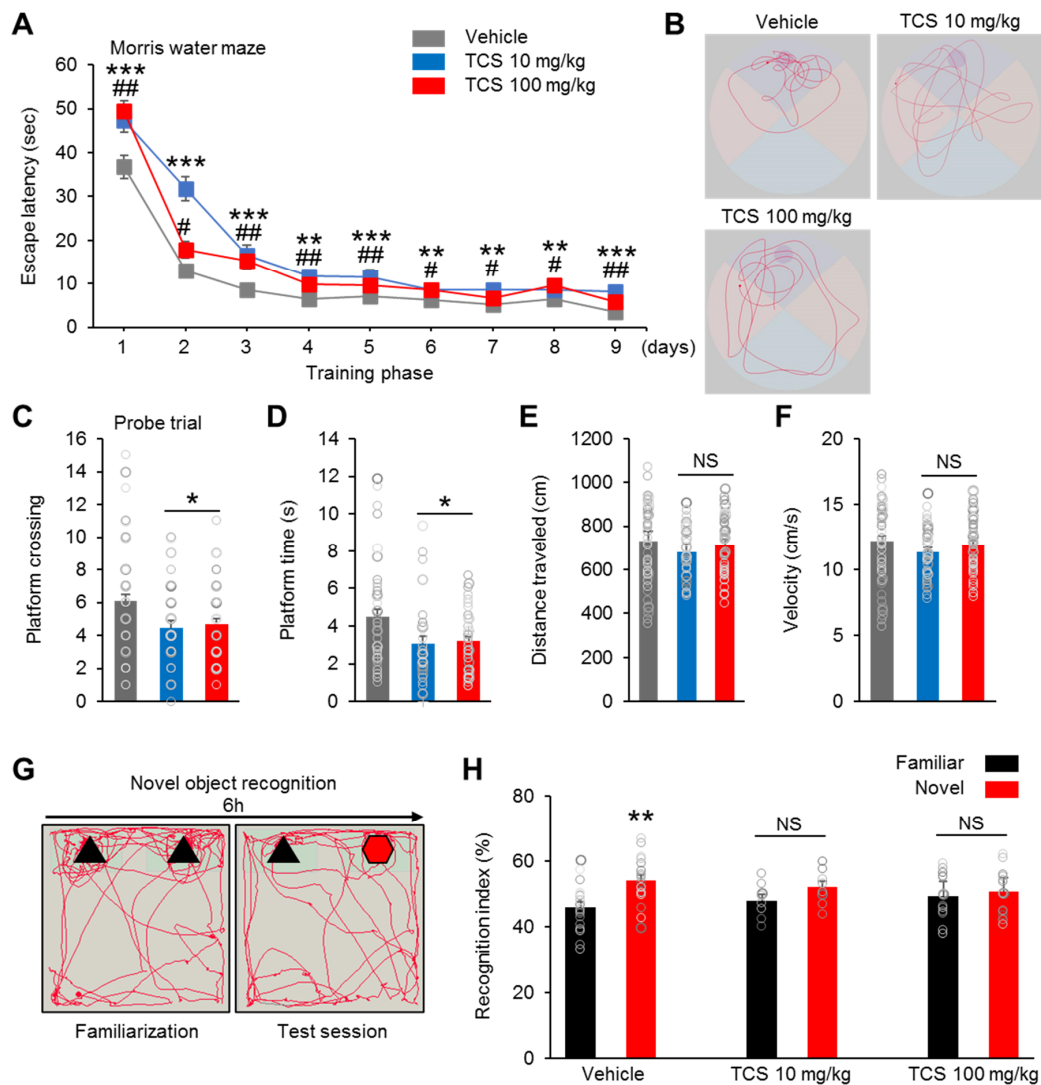 A
Morris water maze
Vehicle
TCS 10 mg/kg
TCS 100 mg/kg
Escape latency (sec)
60
50
40
30
20
10
0
***
##
***
#
***
##
**
##
***
##
**
#
**
#
**
#
***
##
1 2 3 4 5 6 7 8 9 (days)
Training phase
B
Vehicle
TCS 10 mg/kg
TCS 100 mg/kg
C
Probe trial
Platform crossing
16
14
12
10
8
6
4
2
0
*
D
Platform time (s)
14
12
10
8
6
4
2
0
*
E
Distance traveled (cm)
1200
1000
800
600
400
200
0
NS
F
Velocity (cm/s)
20
15
10
5
0
NS
G
Novel object recognition
6h
Familiarization
Test session
H
Familiar
Novel
Recognition index (%)
80
60
40
20
0
**
NS
NS
Vehicle
TCS 10 mg/kg
TCS 100 mg/kg